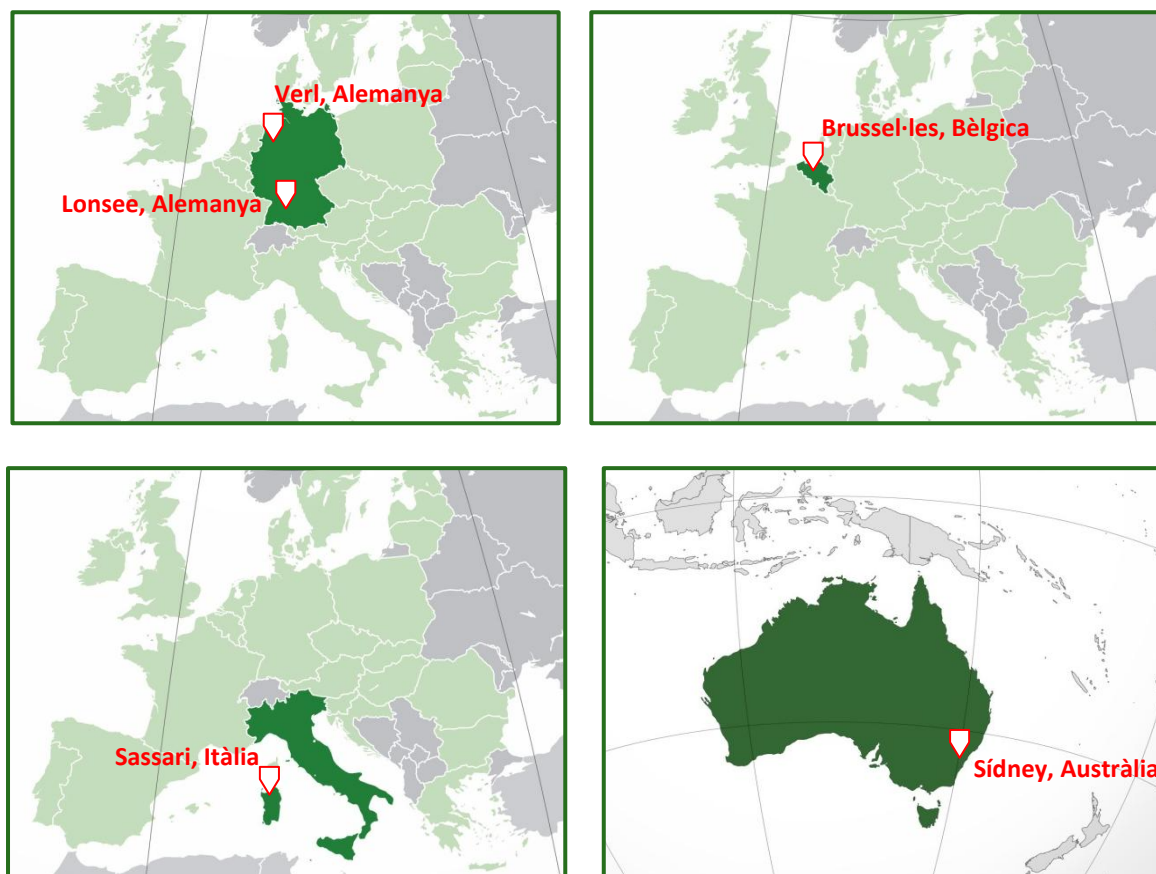 Verl, Alemanya
Lonsee, Alemanya
Brussel·les, Bèlgica
Sassari, Itàlia
Sídney, Austràlia